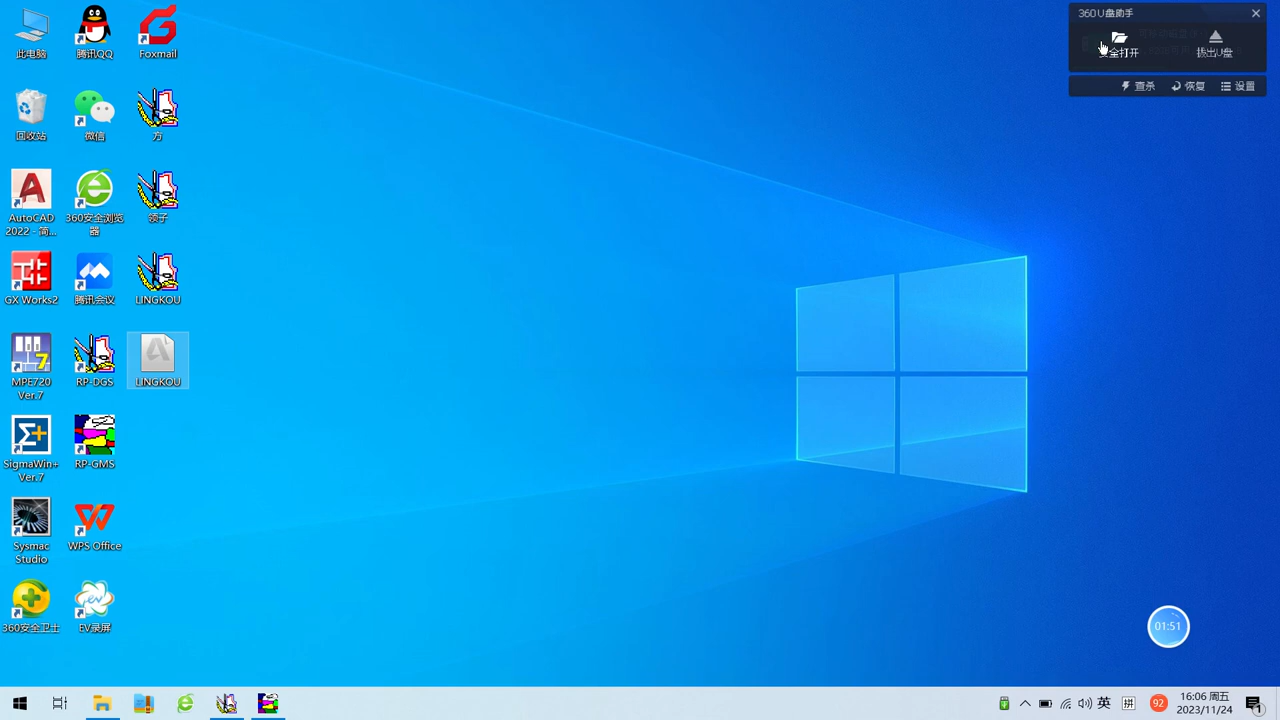 此电脑
腾讯QQ
Foxmail
回收站
微信
方
AutoCAD
2022 - 简...
360安全浏览
器
领子
GX Works2
腾讯会议
LINGKOU
MPE720
Ver.7
RP-DGS
LINGKOU
SigmaWin+
Ver.7
RP-GMS
Sysmac
Studio
WPS Office
360安全卫士
EV录屏
360 U盘助手
安全打开
拔出U盘
查杀
恢复
设置
01:51
英
拼
92
16:06 周五
2023/11/24
1